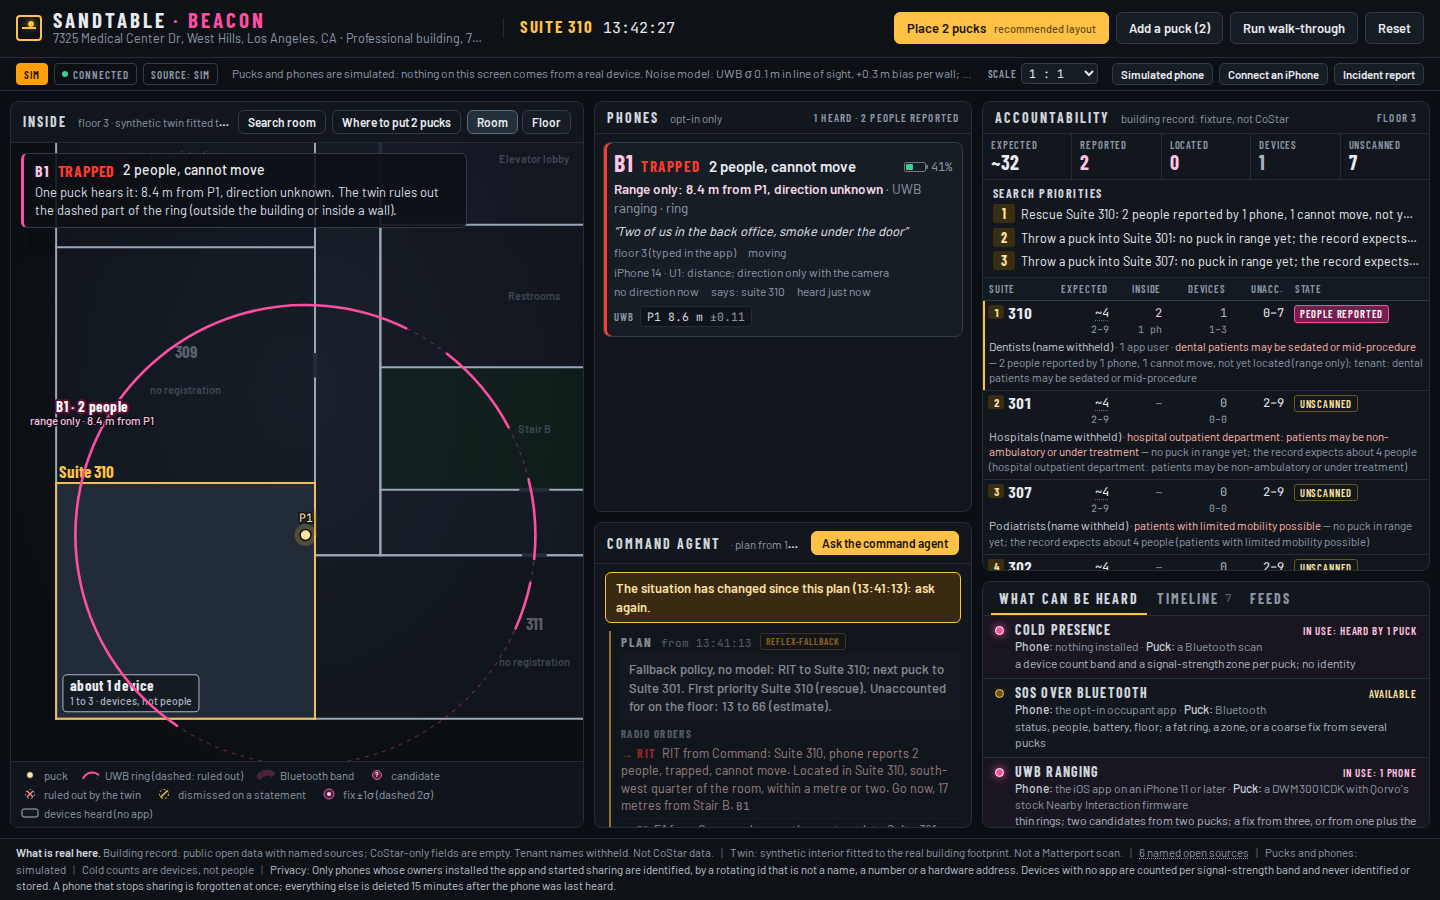 SANDTABLE · BEACON
7325 Medical Center Dr, West Hills, Los Angeles, CA · Professional building, 7...
SUITE 310 13:42:27
Place 2 pucks recommended layout
Add a puck (2)
Run walk-through
Reset
SIM
CONNECTED
SOURCE: SIM
Pucks and phones are simulated: nothing on this screen comes from a real device. Noise model: UWB σ 0.1 m in line of sight, +0.3 m bias per wall; ...
SCALE 1 : 1
Simulated phone
Connect an iPhone
Incident report
INSIDE floor 3 · synthetic twin fitted t...
Search room
Where to put 2 pucks
Room
Floor
B1 TRAPPED 2 people, cannot move
One puck hears it: 8.4 m from P1, direction unknown. The twin rules out
the dashed part of the ring (outside the building or inside a wall).
Elevator lobby
Restrooms
309
no registration
B1 · 2 people
range only · 8.4 m from P1
Stair B
Suite 310
P1
311
no registration
about 1 device
1 to 3 · devices, not people
puck
UWB ring (dashed: ruled out)
Bluetooth band
candidate
ruled out by the twin
dismissed on a statement
fix ±1σ (dashed 2σ)
devices heard (no app)
PHONES opt-in only
1 HEARD · 2 PEOPLE REPORTED
B1 TRAPPED 2 people, cannot move
41%
Range only: 8.4 m from P1, direction unknown · UWB
ranging · ring
“Two of us in the back office, smoke under the door”
floor 3 (typed in the app) moving
iPhone 14 · U1: distance; direction only with the camera
no direction now says: suite 310 heard just now
UWB P1 8.6 m ±0.11
COMMAND AGENT · plan from 1...
Ask the command agent
The situation has changed since this plan (13:41:13): ask
again.
PLAN from 13:41:13 REFLEX-FALLBACK
Fallback policy, no model: RIT to Suite 310; next puck to
Suite 301. First priority Suite 310 (rescue). Unaccounted
for on the floor: 13 to 66 (estimate).
RADIO ORDERS
→ RIT RIT from Command: Suite 310, phone reports 2
people, trapped, cannot move. Located in Suite 310, south-
west quarter of the room, within a metre or two. Go now, 17
metres from Stair B. B1
ACCOUNTABILITY building record: fixture, not CoStar
FLOOR 3
EXPECTED
~32
REPORTED
2
LOCATED
0
DEVICES
1
UNSCANNED
7
SEARCH PRIORITIES
1 Rescue Suite 310: 2 people reported by 1 phone, 1 cannot move, not y...
2 Throw a puck into Suite 301: no puck in range yet; the record expects...
3 Throw a puck into Suite 307: no puck in range yet; the record expects...
SUITE EXPECTED INSIDE DEVICES UNACC. STATE
1 310 ~4 2 1 0–7 PEOPLE REPORTED
2–9 1 ph 1–3
Dentists (name withheld) · 1 app user · dental patients may be sedated or mid-procedure
— 2 people reported by 1 phone, 1 cannot move, not yet located (range only); tenant: dental
patients may be sedated or mid-procedure
2 301 ~4 – 0 2–9 UNSCANNED
2–9 0–0
Hospitals (name withheld) · hospital outpatient department: patients may be non-
ambulatory or under treatment — no puck in range yet; the record expects about 4 people
(hospital outpatient department: patients may be non-ambulatory or under treatment)
3 307 ~4 – 0 2–9 UNSCANNED
2–9 0–0
Podiatrists (name withheld) · patients with limited mobility possible — no puck in range
yet; the record expects about 4 people (patients with limited mobility possible)
4 302 ~4 – 0 2–9 UNSCANNED
WHAT CAN BE HEARD
TIMELINE 7
FEEDS
COLD PRESENCE
IN USE: HEARD BY 1 PUCK
Phone: nothing installed · Puck: a Bluetooth scan
a device count band and a signal-strength zone per puck; no identity
SOS OVER BLUETOOTH
AVAILABLE
Phone: the opt-in occupant app · Puck: Bluetooth
status, people, battery, floor; a fat ring, a zone, or a coarse fix from several
pucks
UWB RANGING
IN USE: 1 PHONE
Phone: the iOS app on an iPhone 11 or later · Puck: a DWM3001CDK with Qorvo's
stock Nearby Interaction firmware
thin rings; two candidates from two pucks; a fix from three, or from one plus the
What is real here. Building record: public open data with named sources; CoStar-only fields are empty. Tenant names withheld. Not CoStar data. | Twin: synthetic interior fitted to the real building footprint. Not a Matterport scan. | 6 named open sources | Pucks and phones:
simulated | Cold counts are devices, not people | Privacy: Only phones whose owners installed the app and started sharing are identified, by a rotating id that is not a name, a number or a hardware address. Devices with no app are counted per signal-strength band and never identified or
stored. A phone that stops sharing is forgotten at once; everything else is deleted 15 minutes after the phone was last heard.